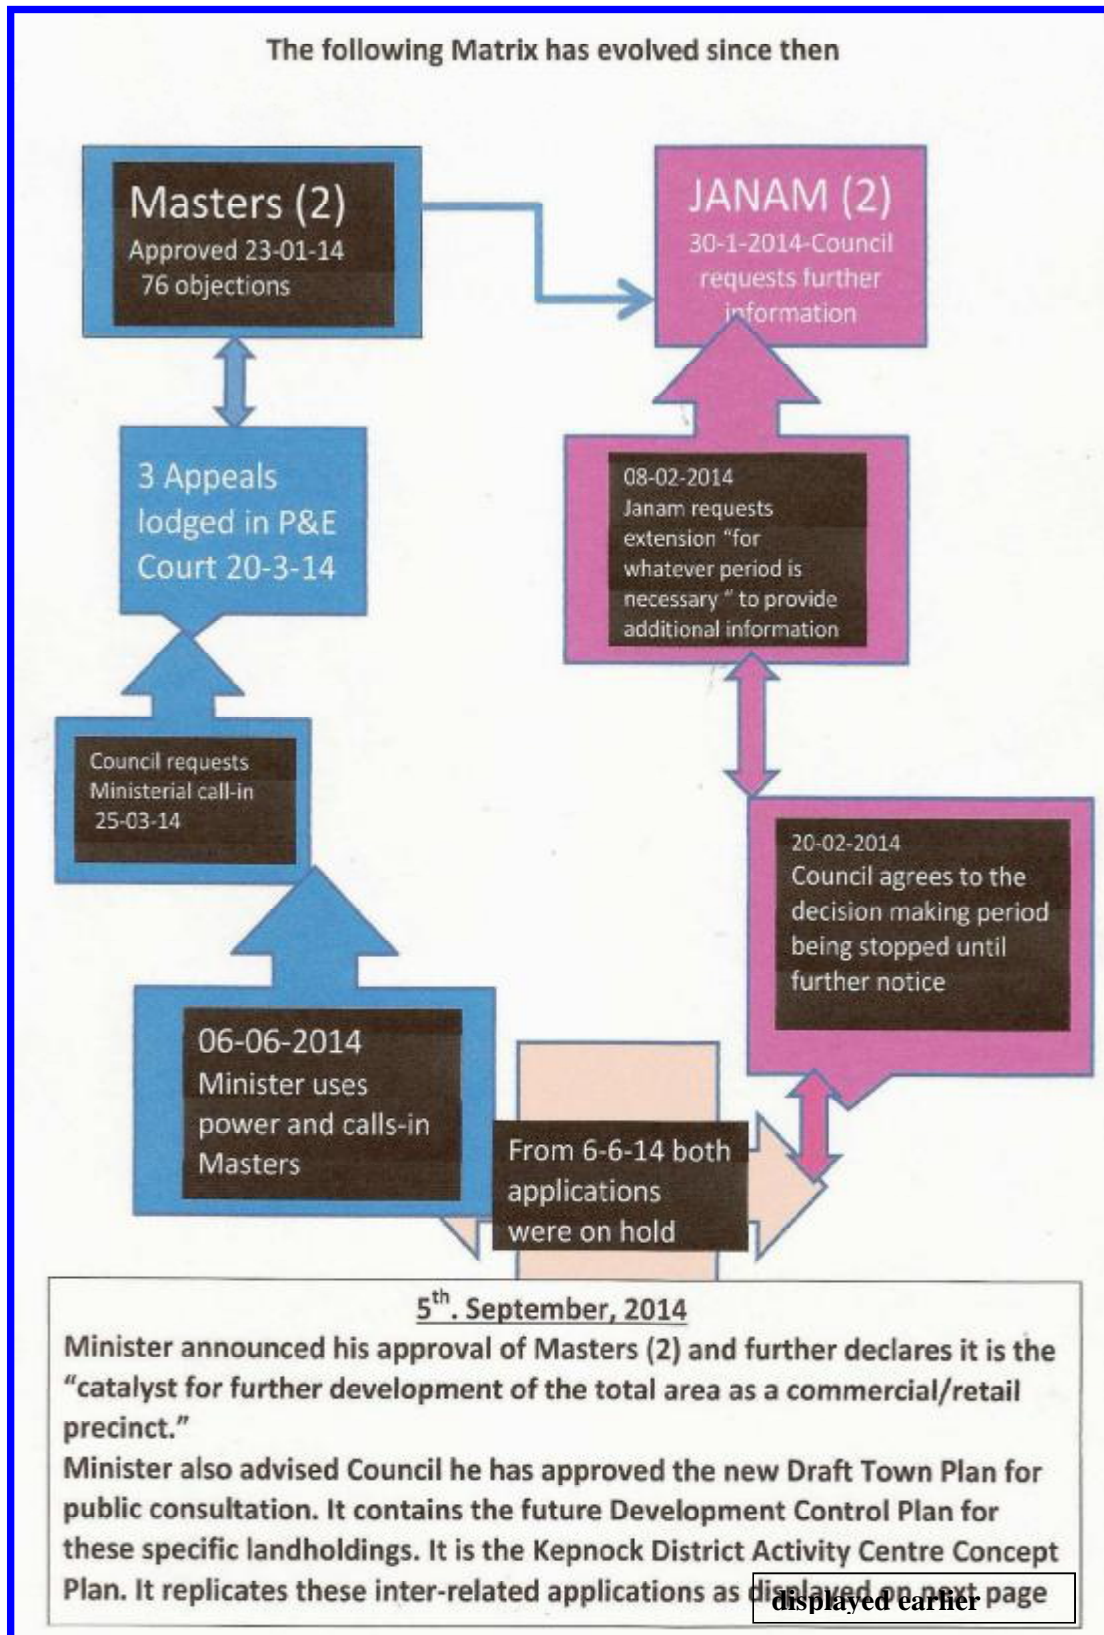 The following Matrix has evolved since then
Masters (2)
Approved 23-01-14
76 objections
JANAM (2)
30-1-2014-Council
requests further
information
3 Appeals
lodged in P&E
Court 20-3-14
08-02-2014
Janam requests
extension "for
whatever period is
necessary " to provide
additional information
Council requests
Ministerial call-in
25-03-14
20-02-2014
Council agrees to the
decision making period
being stopped until
further notice
06-06-2014
Minister uses
power and calls-in
Masters
From 6-6-14 both
applications
were on hold
5th. September, 2014
Minister announced his approval of Masters (2) and further declares it is the
"catalyst for further development of the total area as a commercial/retail
precinct."
Minister also advised Council he has approved the new Draft Town Plan for
public consultation. It contains the future Development Control Plan for
these specific landholdings. It is the Kepnock District Activity Centre Concept
Plan. It replicates these inter-related applications as displayed on next page
displayed earlier